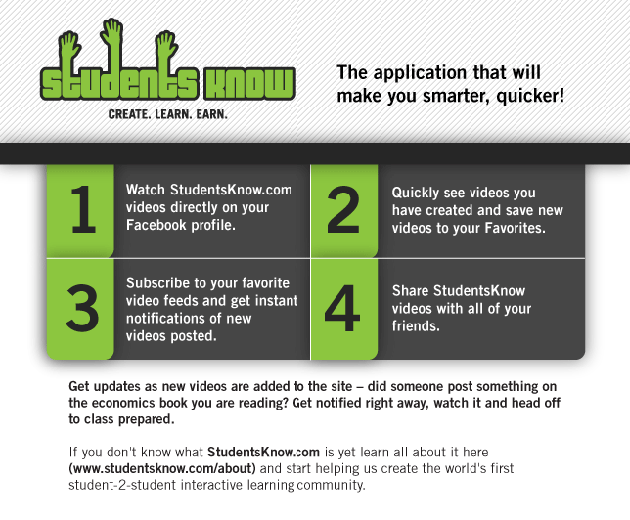 students know
CREATE. LEARN. EARN.
The application that will
make you smarter, quicker!
1
Watch StudentsKnow.com
videos directly on your
Facebook profile.
2
Quickly see videos you
have created and save new
videos to your Favorites.
3
Subscribe to your favorite
video feeds and get instant
notifications of new
videos posted.
4
Share StudentsKnow
videos with all of your
friends.
Get updates as new videos are added to the site – did someone post something on
the economics book you are reading? Get notified right away, watch it and head off
to class prepared.
If you don't know what StudentsKnow.com is yet learn all about it here
(www.studentsknow.com/about) and start helping us create the world's first
student-2-student interactive learning community.